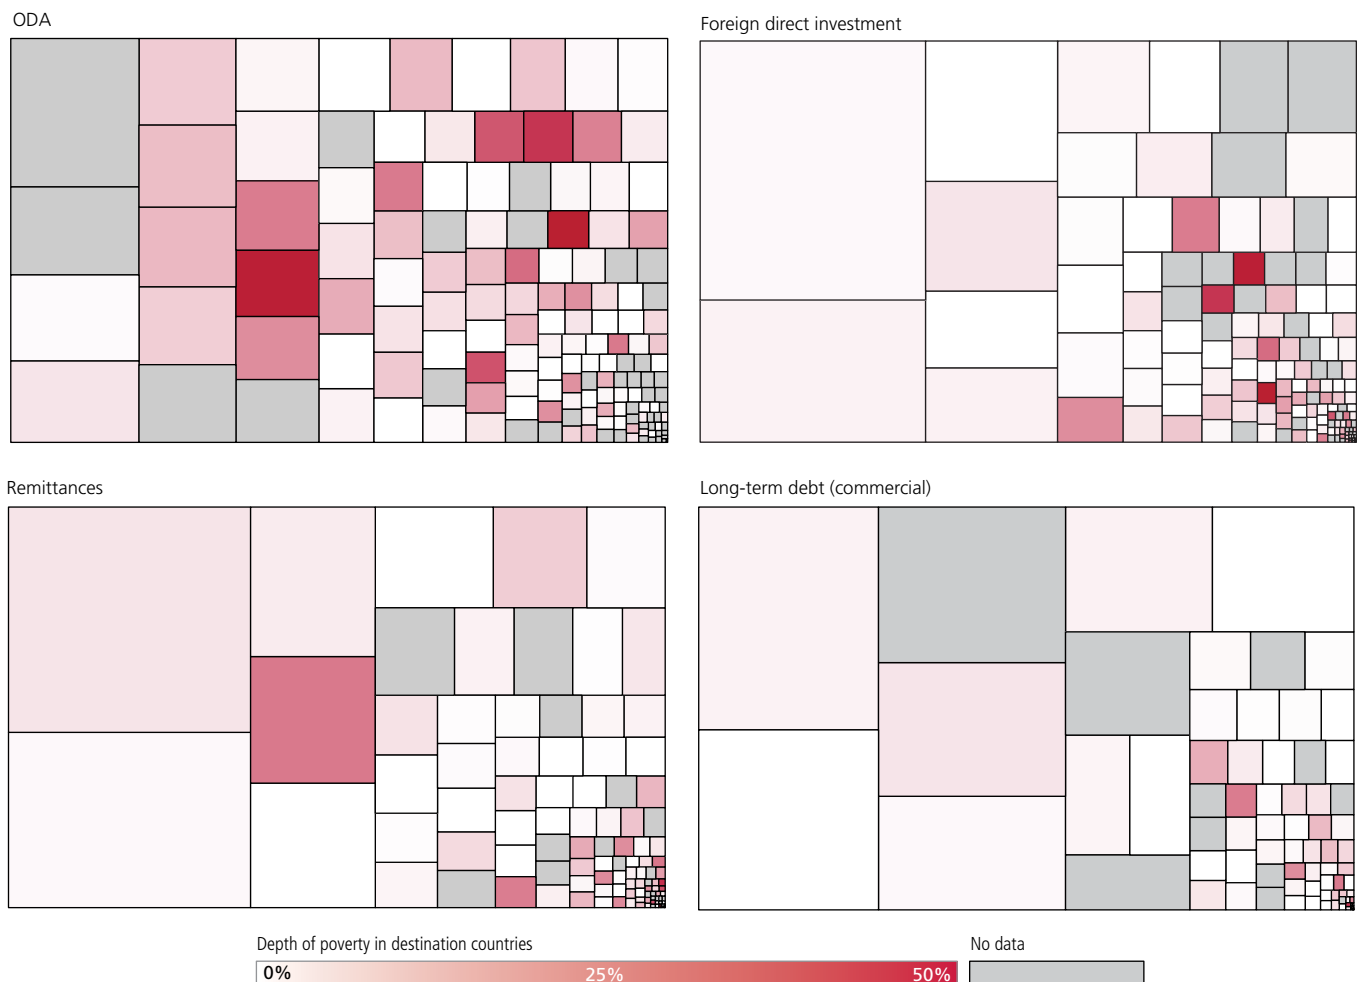 ODA
Foreign direct investment
Remittances
Long-term debt (commercial)
Depth of poverty in destination countries
No data
0%
25%
50%